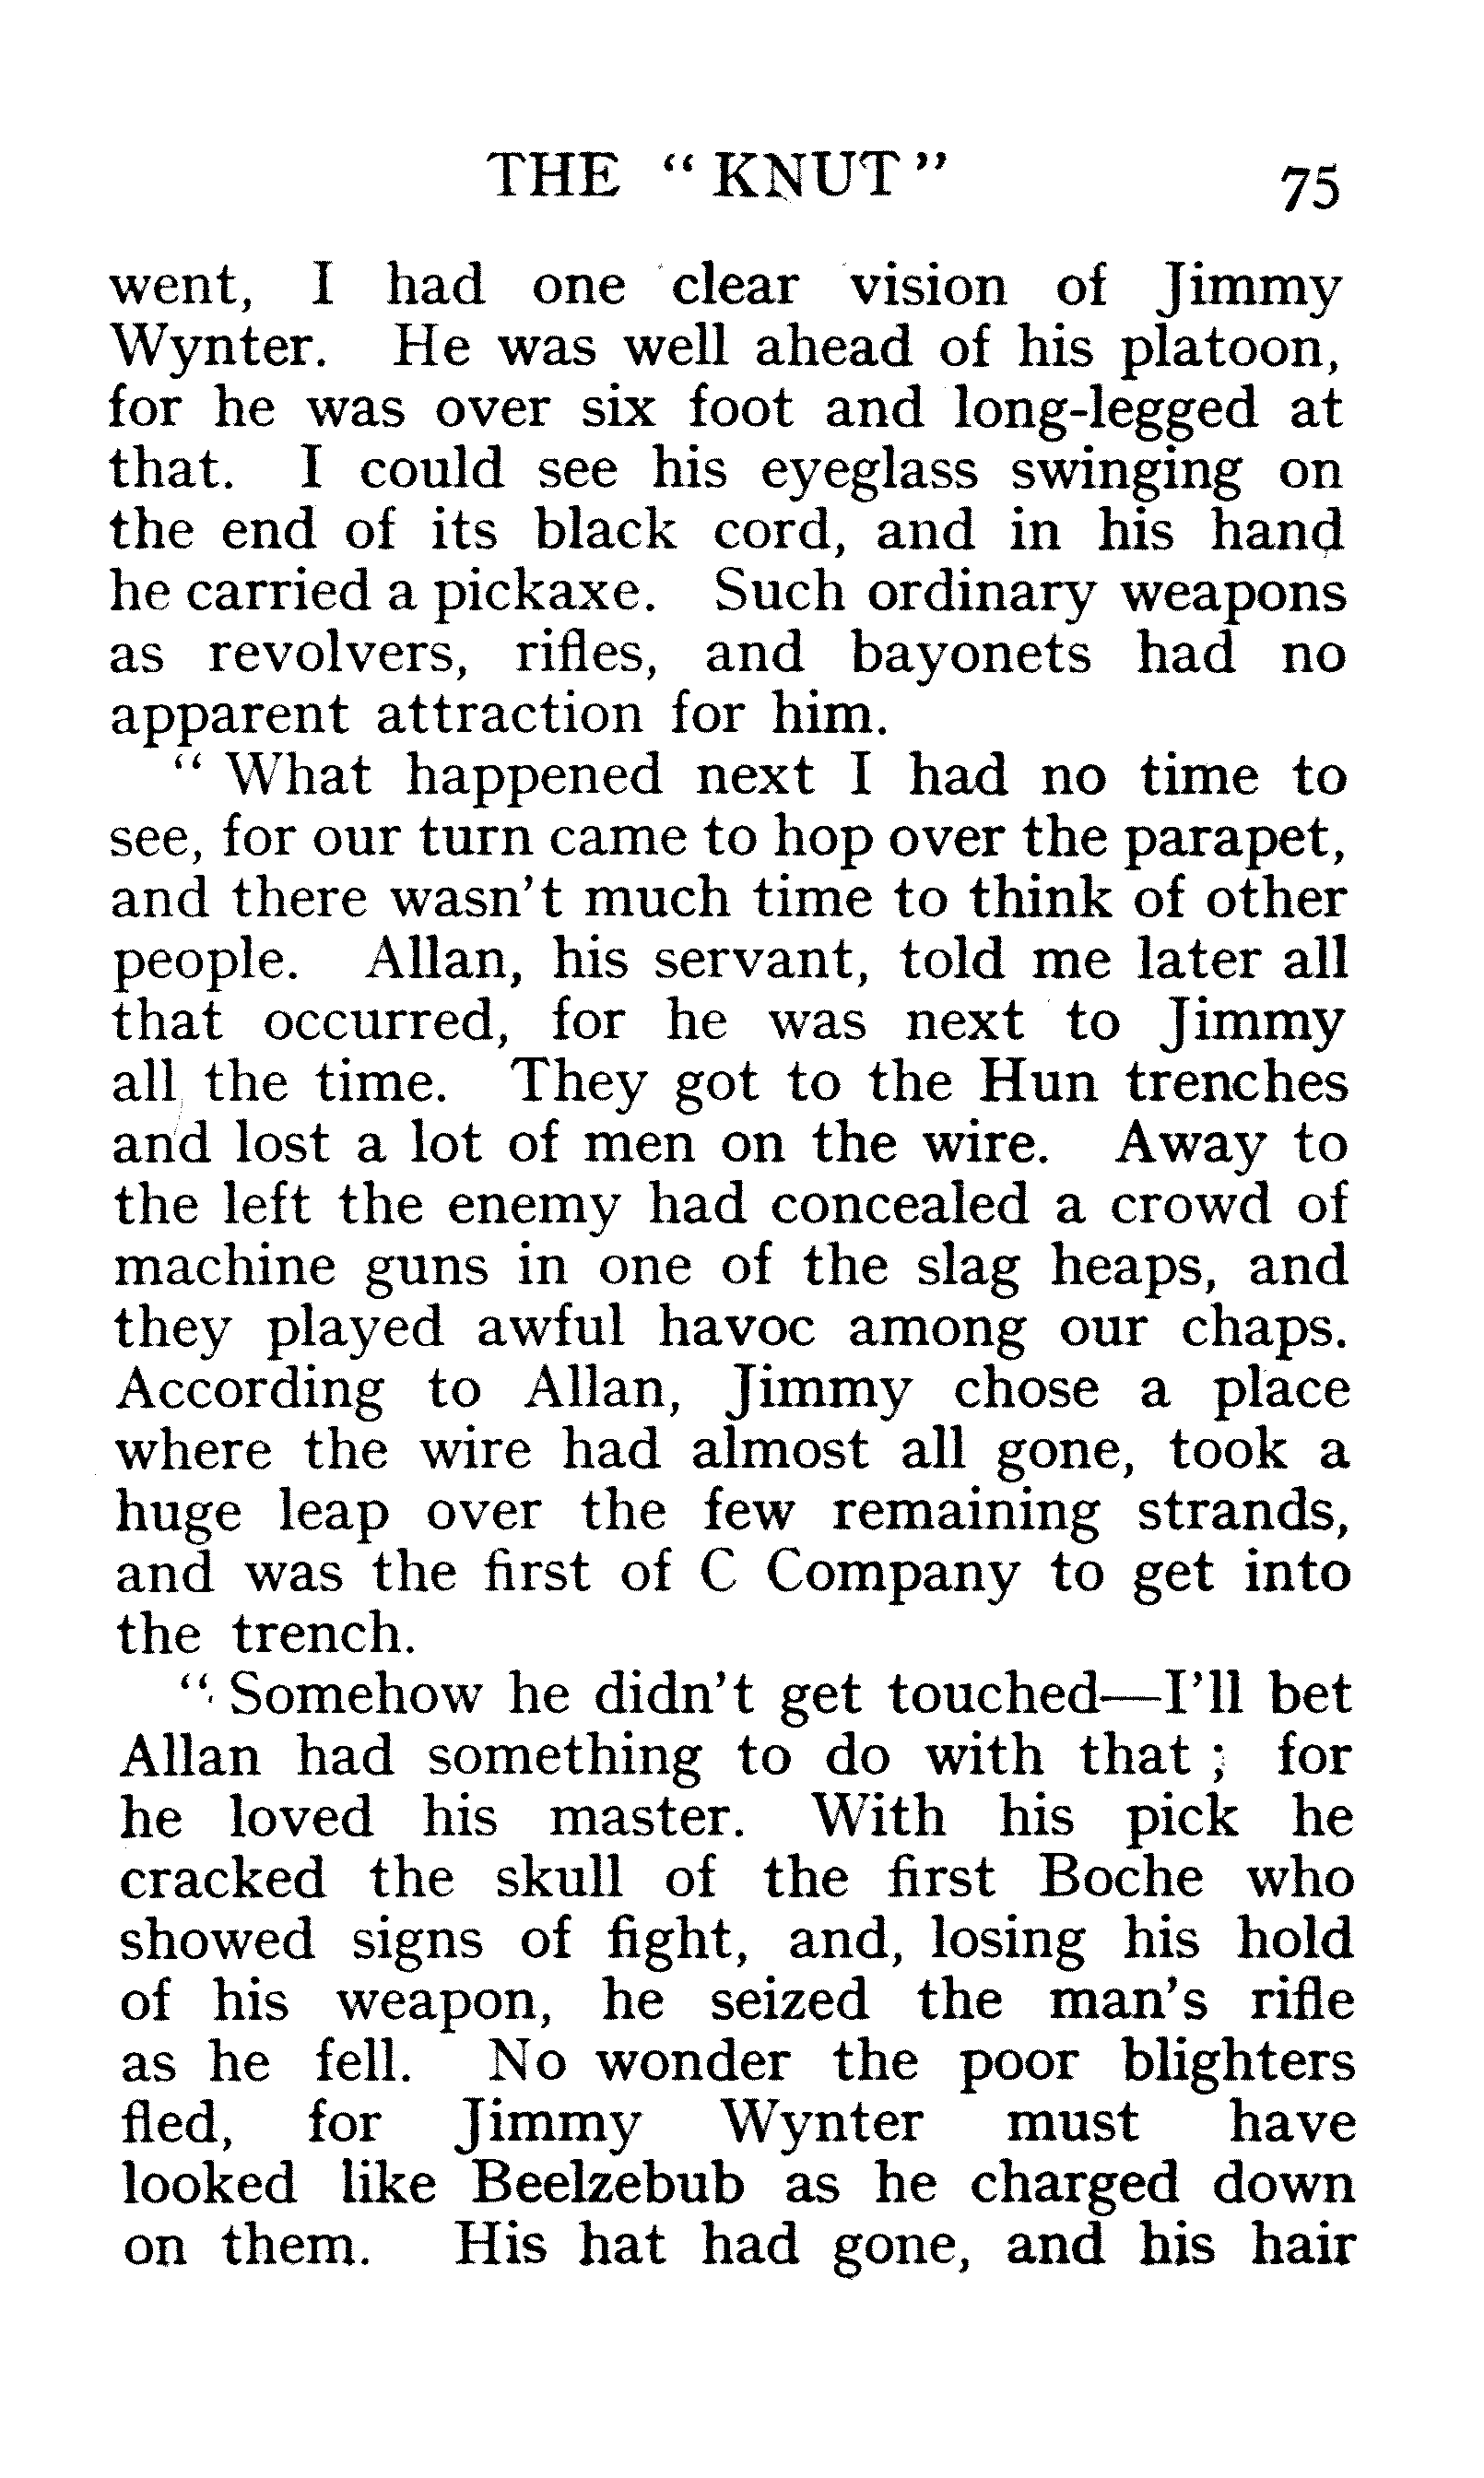 THE "KNUT" 75
went, I had one clear vision of Jimmy
Wynter. He was well ahead of his platoon,
for he was over six foot and long-legged at
that. I could see his eyeglass swinging on
the end of its black cord, and in his hand
he carried a pickaxe. Such ordinary weapons
as revolvers, rifles, and bayonets had no
apparent attraction for him.
" What happened next I had no time to
see, for our turn came to hop over the parapet,
and there wasn't much time to think of other
people. Allan, his servant, told me later all
that occurred, for he was next to Jimmy
all the time. They got to the Hun trenches
and lost a lot of men on the wire. Away to
the left the enemy had concealed a crowd of
machine guns in one of the slag heaps, and
they played awful havoc among our chaps.
According to Allan, Jimmy chose a place
where the wire had almost all gone, took a
huge leap over the few remaining strands,
and was the first of C Company to get into
the trench.
" Somehow he didn't get touched—I'll bet
Allan had something to do with that ; for
he loved his master. With his pick he
cracked the skull of the first Boche who
showed signs of fight, and, losing his hold
of his weapon, he seized the man's rifle
as he fell. No wonder the poor blighters
fled, for Jimmy Wynter must have
looked like Beelzebub as he charged down
on them. His hat had gone, and his hair